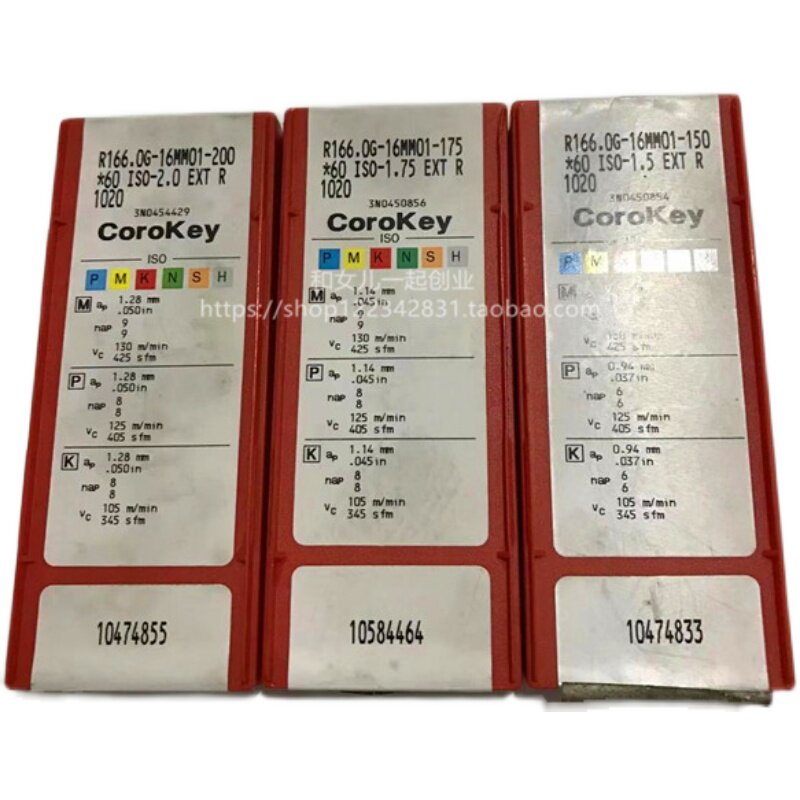 R166.0G-16MM01-200
*60 ISO-2.0 EXT R
1020
3N0454429
CoroKey
ISO
P M K N S H
M ap 1.28 mm
.050in
nap 9
9
vc 130 m/min
425 sfm
P ap 1.28 mm
.050in
nap 8
8
vc 125 m/min
405 sfm
K ap 1.28 mm
.050in
nap 8
8
vc 105 m/min
345 sfm
10474855
R166.0G-16MM01-175
*60 ISO-1.75 EXT R
1020
3N0450856
CoroKey
ISO
P M K N S H
M ap 1.14 mm
.045in
nap 9
9
vc 130 m/min
425 sfm
P ap 1.14 mm
.045in
nap 8
8
vc 125 m/min
405 sfm
K ap 1.14 mm
.045in
nap 8
8
vc 105 m/min
345 sfm
10584464
R166.0G-16MM01-150
*60 ISO-1.5 EXT R
1020
3N0450854
CoroKey
ISO
P M
M
m/min
425 sfm
P ap 0.94 mm
.037in
nap 6
6
vc 125 m/min
405 sfm
K ap 0.94 mm
.037in
nap 6
6
vc 105 m/min
345 sfm
10474833
和女儿一起创业
https://shop152342831.taobao.com